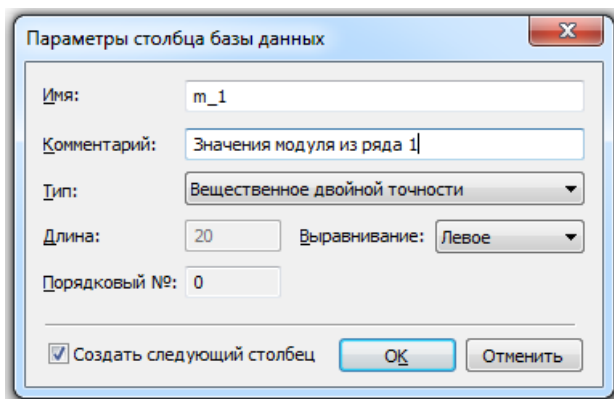 Параметры столбца базы данных
Имя: m_1
Комментарий: Значения модуля из ряда 1
Тип: Вещественное двойной точности
Длина: 20 Выравнивание: Левое
Порядковый №: 0
Создать следующий столбец OK Отменить